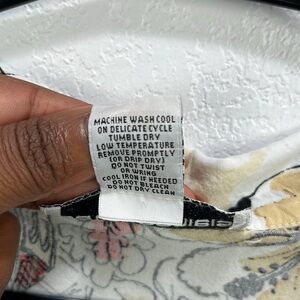 MACHINE WASH COOL
ON DELICATE CYCLE
TUMBLE DRY
LOW TEMPERATURE
REMOVE PROMPTLY
(OR DRIP DRY)
DO NOT TWIST
OR WRING
COOL IRON IF NEEDED
DO NOT BLEACH
DO NOT DRY CLEAN